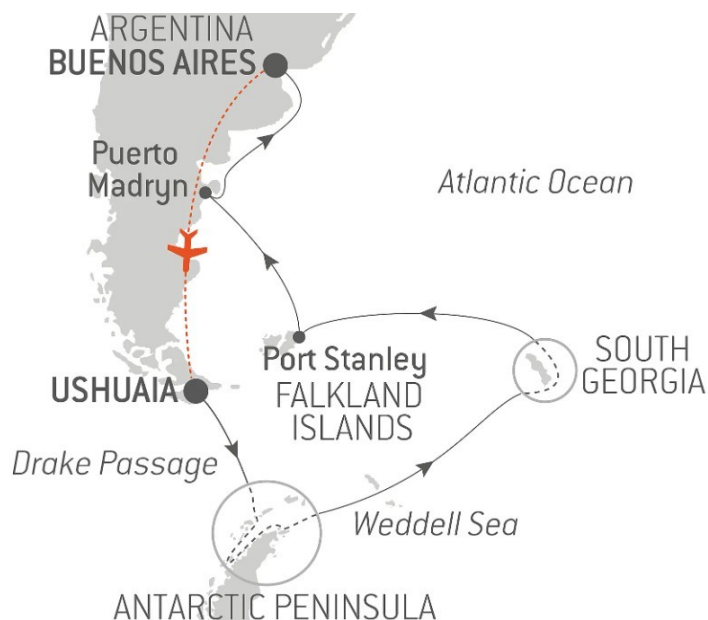 ARGENTINA
BUENOS AIRES
Puerto
Madryn
Atlantic Ocean
Port Stanley
FALKLAND
ISLANDS
SOUTH
GEORGIA
USHUAIA
Drake Passage
Weddell Sea
ANTARCTIC PENINSULA